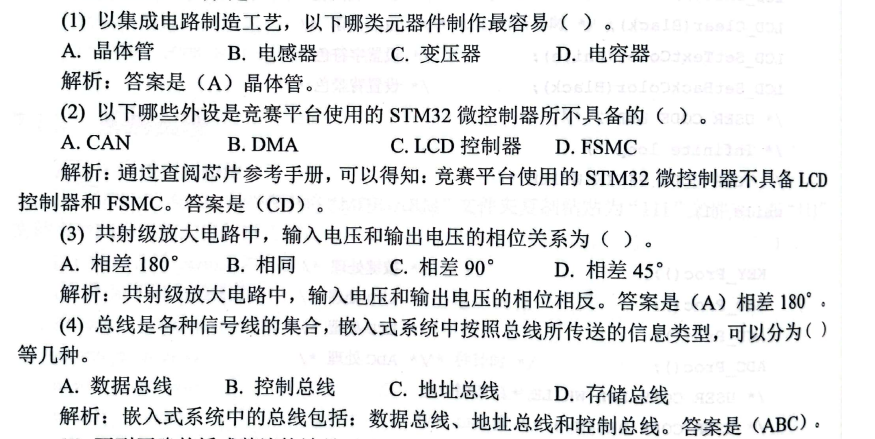 (1) 以集成电路制造工艺，以下哪类元器件制作最容易（ ）。
A. 晶体管 B. 电感器 C. 变压器 D. 电容器
解析：答案是（A）晶体管。
(2) 以下哪些外设是竞赛平台使用的 STM32 微控制器所不具备的（ ）。
A. CAN B. DMA C. LCD 控制器 D. FSMC
解析：通过查阅芯片参考手册，可以得知：竞赛平台使用的 STM32 微控制器不具备 LCD
控制器和 FSMC。答案是（CD）。
(3) 共射级放大电路中，输入电压和输出电压的相位关系为（ ）。
A. 相差 180° B. 相同 C. 相差 90° D. 相差 45°
解析：共射级放大电路中，输入电压和输出电压的相位相反。答案是（A）相差 180°。
(4) 总线是各种信号线的集合，嵌入式系统中按照总线所传送的信息类型，可以分为( )
等几种。
A. 数据总线 B. 控制总线 C. 地址总线 D. 存储总线
解析：嵌入式系统中的总线包括：数据总线、地址总线和控制总线。答案是（ABC）。